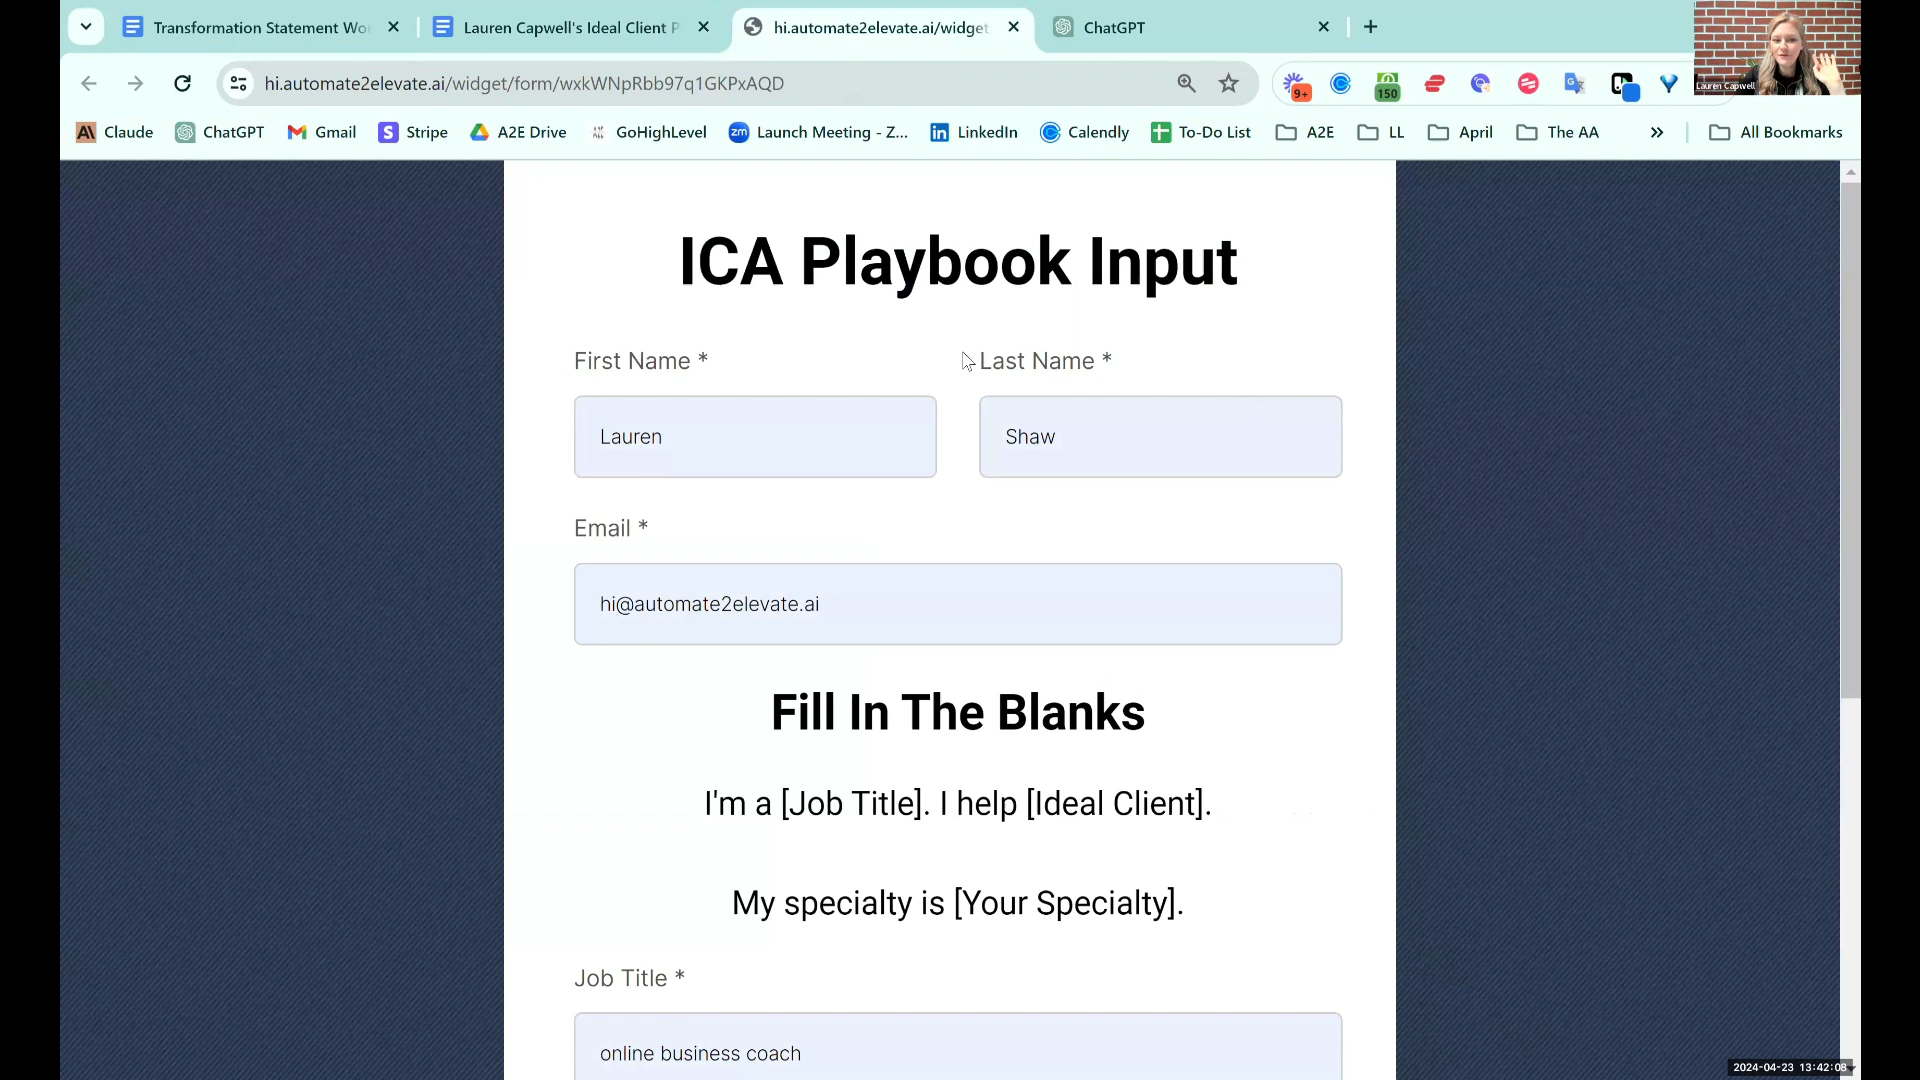 Transformation Statement Wo
Lauren Capwell's Ideal Client P
hi.automate2elevate.ai/widget
ChatGPT
hi.automate2elevate.ai/widget/form/wxkWNpRbb97q1GKPxAQD
9+
150
Lauren Capwell
Claude
ChatGPT
Gmail
Stripe
A2E Drive
GoHighLevel
zm
Launch Meeting - Z...
LinkedIn
Calendly
To-Do List
A2E
LL
April
The AA
All Bookmarks
ICA Playbook Input
First Name *
Last Name *
Lauren
Shaw
Email *
hi@automate2elevate.ai
Fill In The Blanks
I'm a [Job Title]. I help [Ideal Client].
My specialty is [Your Specialty].
Job Title *
online business coach
2024-04-23 13:42:08